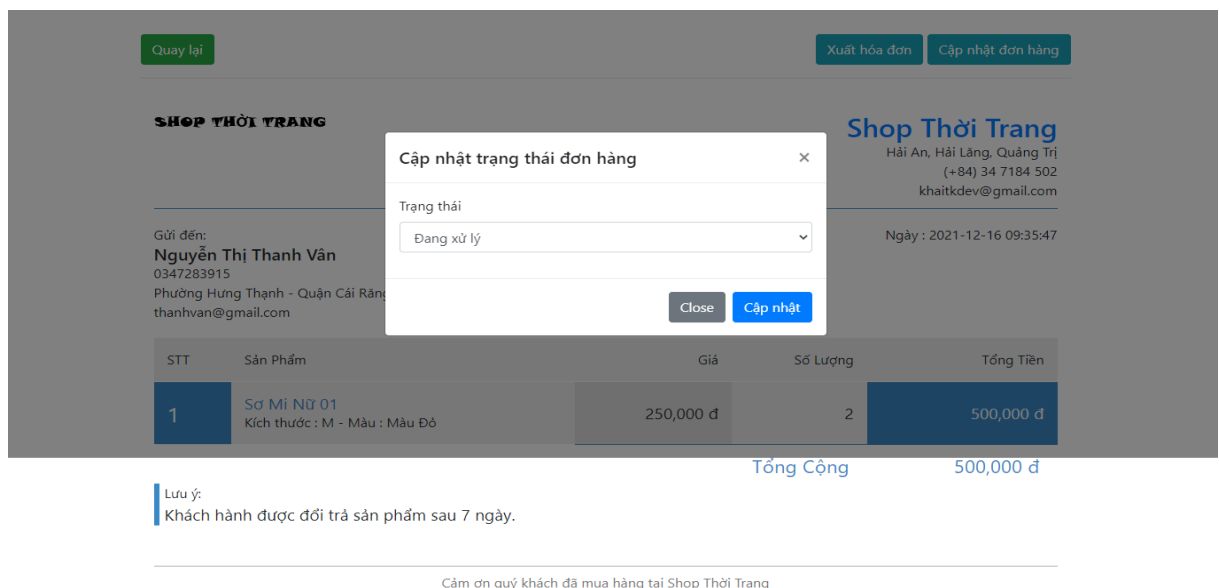 Quay lại
Xuất hóa đơn
Cập nhật đơn hàng
SHOP THỜI TRANG
Shop Thời Trang
Hải An, Hải Lăng, Quảng Trị
(+84) 34 7184 502
khaitkdev@gmail.com
Cập nhật trạng thái đơn hàng
×
Trạng thái
Đang xử lý
Close
Cập nhật
Gửi đến:
Nguyễn Thị Thanh Vân
0347283915
Phường Hưng Thạnh - Quận Cái Răng
thanhvan@gmail.com
Ngày : 2021-12-16 09:35:47
STT Sản Phẩm Giá Số Lượng Tổng Tiền
1 Sơ Mi Nữ 01 250,000 đ 2 500,000 đ
Kích thước : M - Màu : Màu Đỏ
Tổng Cộng 500,000 đ
Lưu ý:
Khách hành được đổi trả sản phẩm sau 7 ngày.
Cảm ơn quý khách đã mua hàng tại Shop Thời Trang